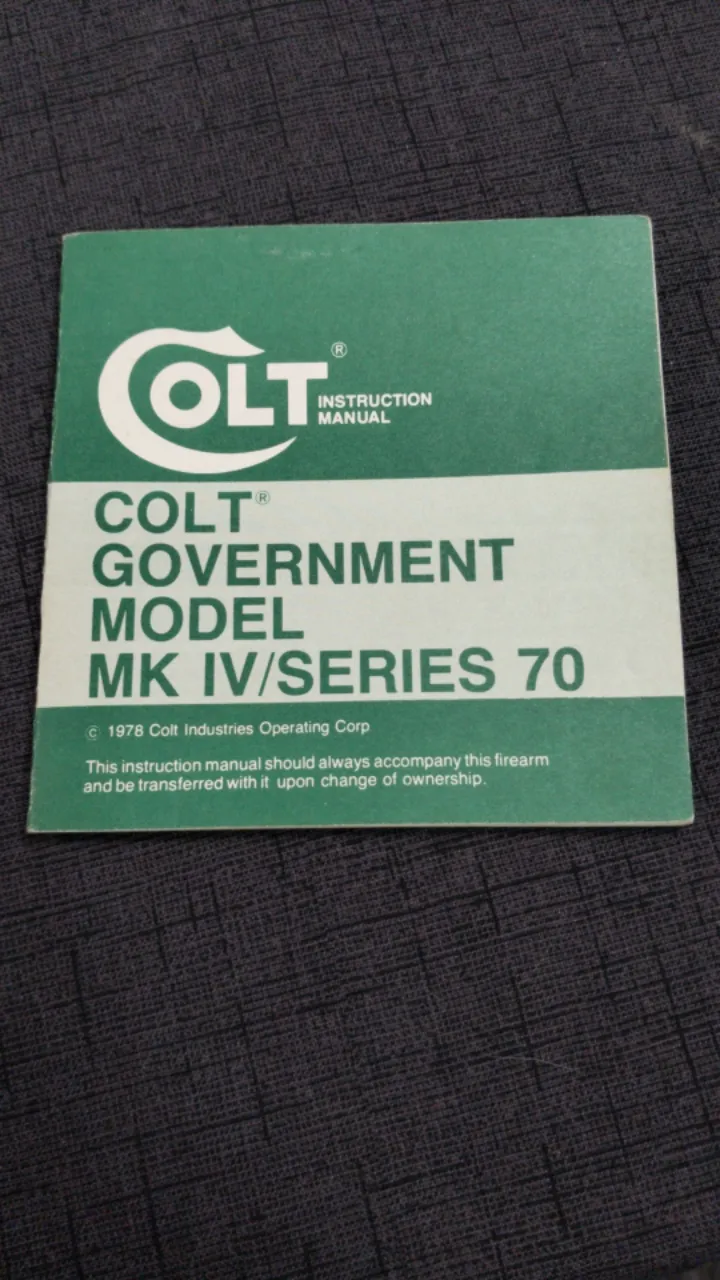 COLT®
INSTRUCTION
MANUAL
COLT®
GOVERNMENT
MODEL
MK IV/SERIES 70
© 1978 Colt Industries Operating Corp
This instruction manual should always accompany this firearm
and be transferred with it upon change of ownership.